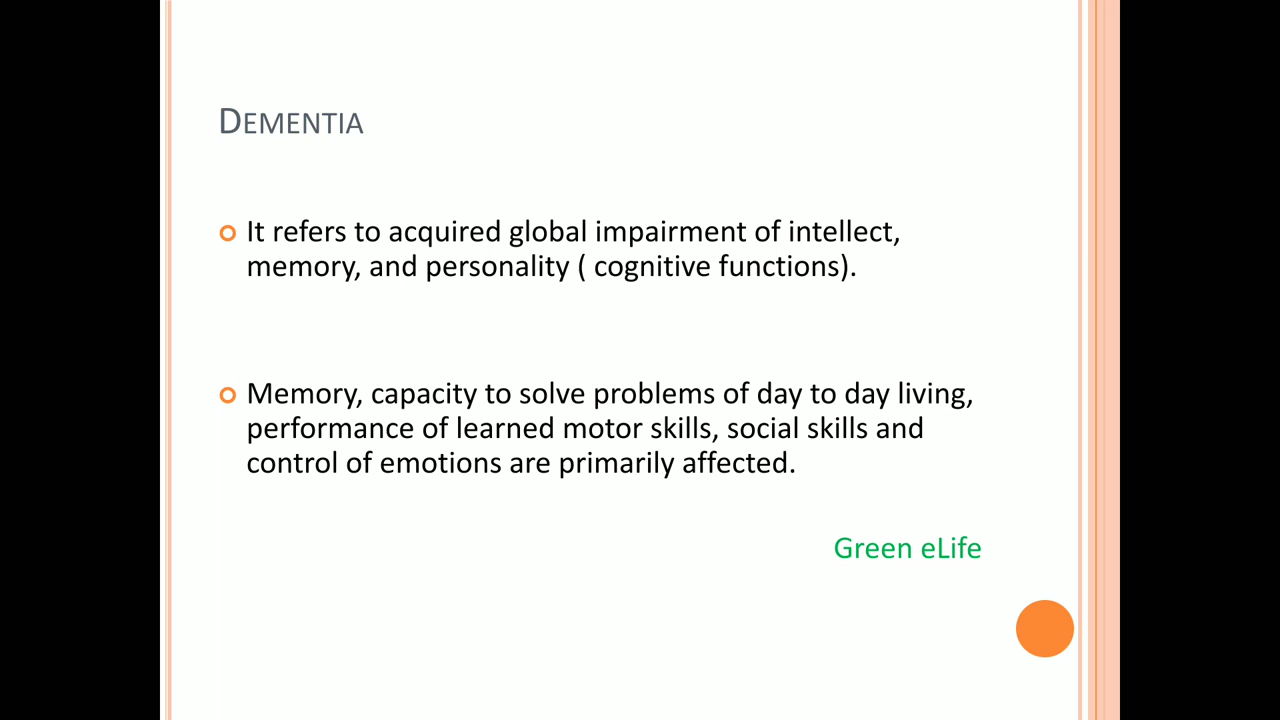 DEMENTIA
It refers to acquired global impairment of intellect,
memory, and personality ( cognitive functions).
Memory, capacity to solve problems of day to day living,
performance of learned motor skills, social skills and
control of emotions are primarily affected.
Green eLife